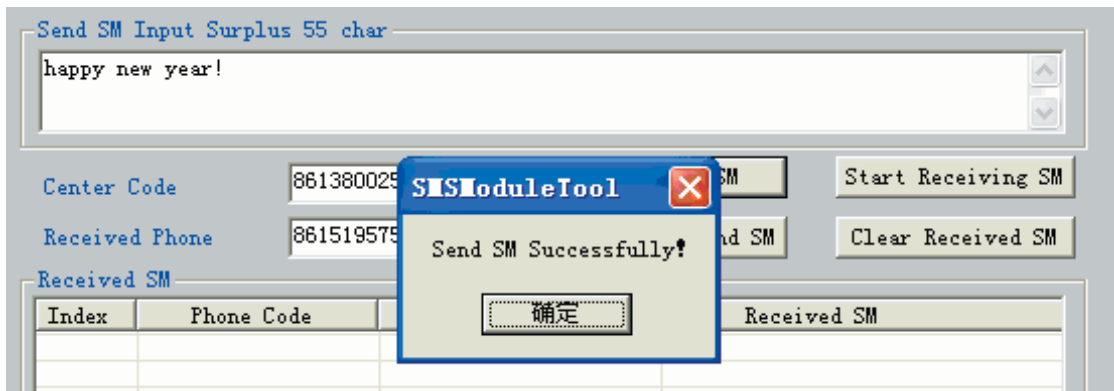 Send SM Input Surplus 55 char
happy new year!
Center Code
861380025
SM
Start Receiving SM
SMSModuleTool
Received Phone
861519575
nd SM
Clear Received SM
Send SM Successfully!
确定
Received SM
Index
Phone Code
Received SM